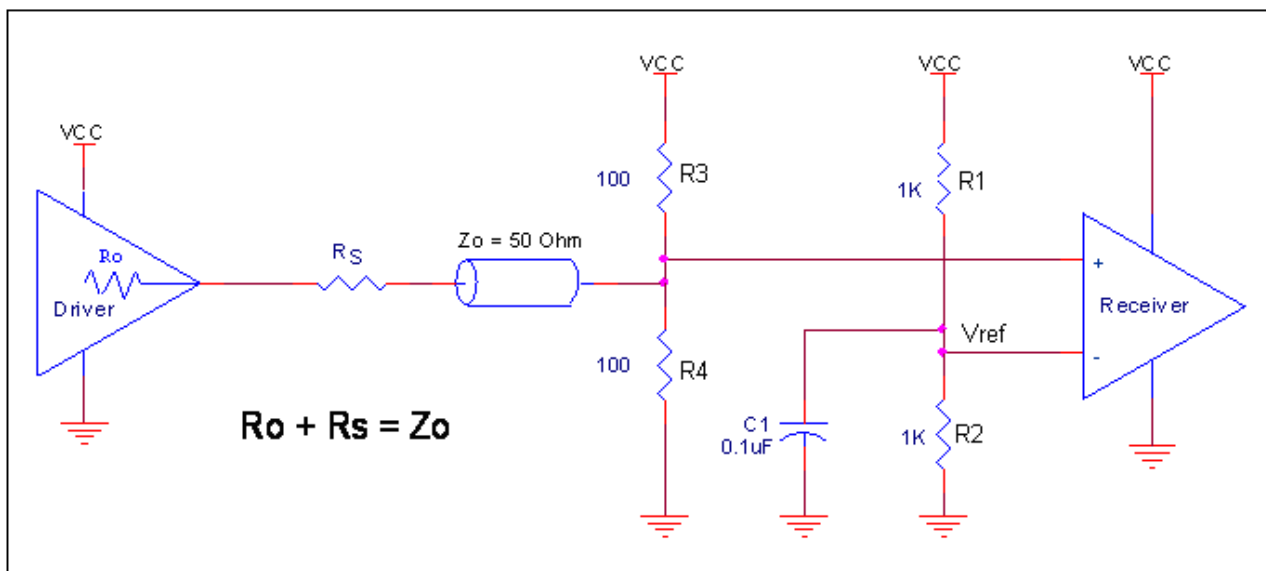 VCC
VCC
VCC
VCC
Ro
Driver
RS
Zo = 50 Ohm
100
R3
100
R4
1K
R1
Vref
C1
0.1uF
1K
R2
+
-
Receiver
Ro + Rs = Zo